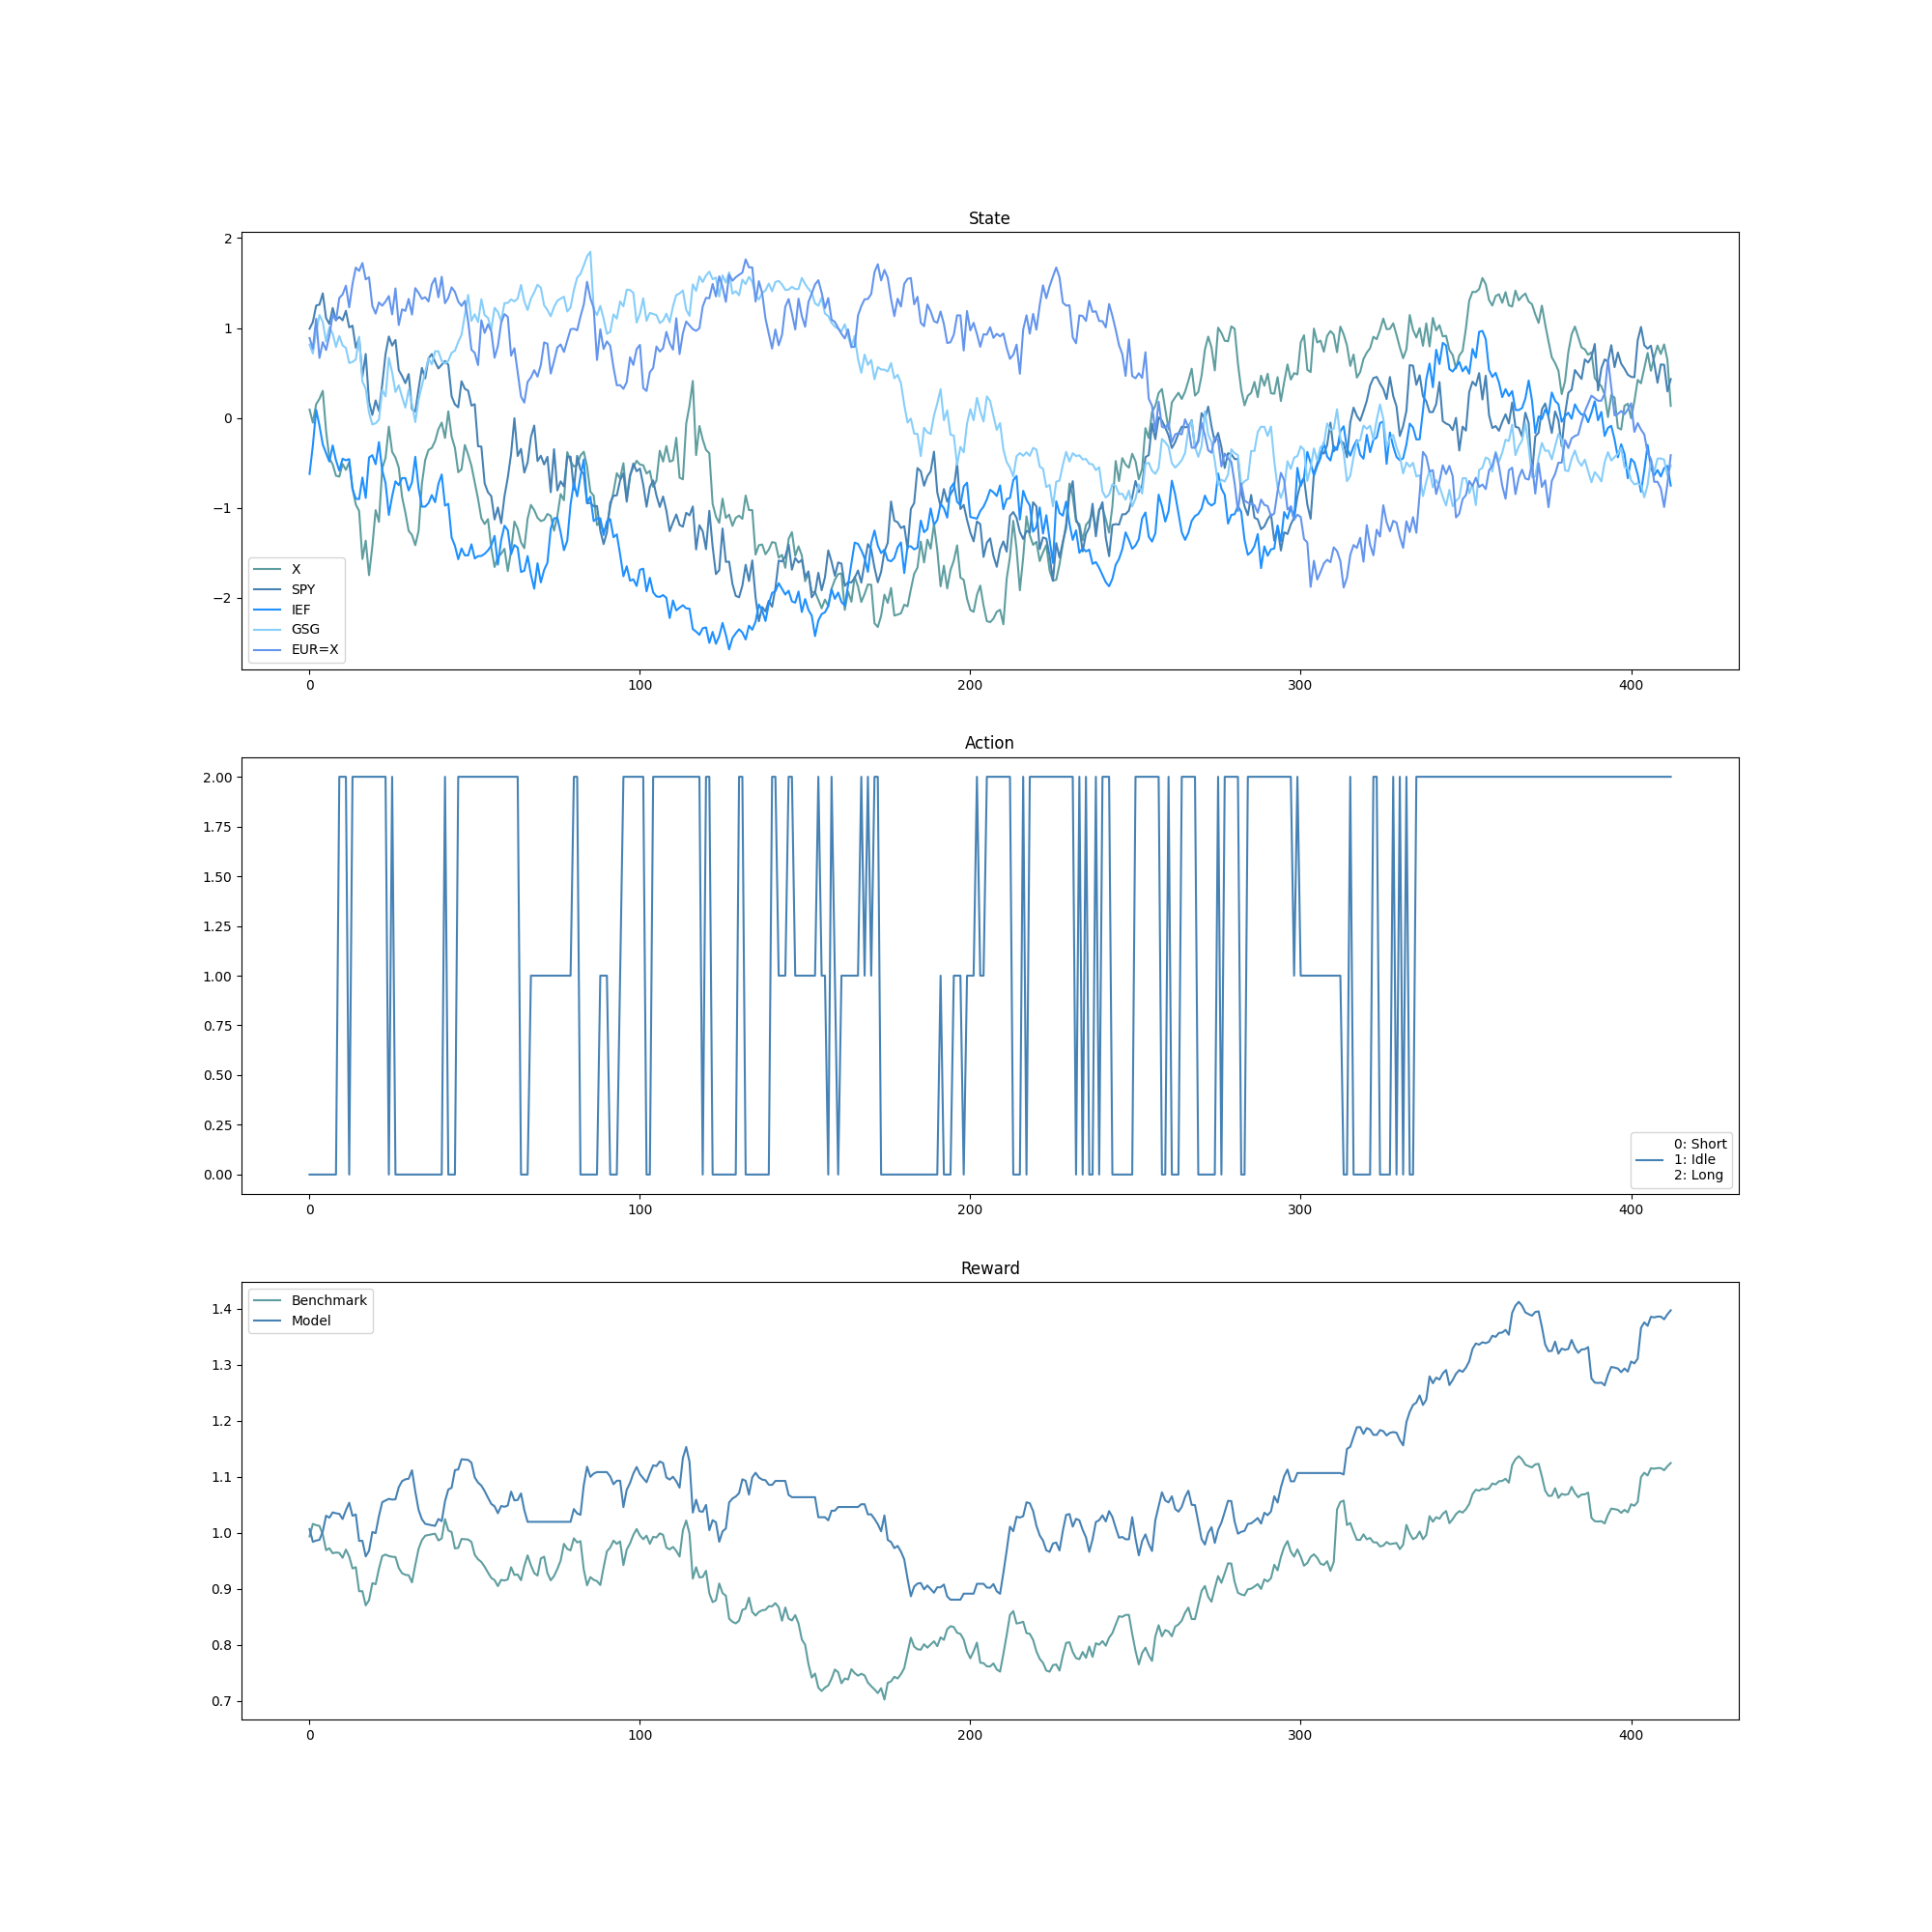 State
2
1
0
−1
−2
X
SPY
IEF
GSG
EUR=X
0 100 200 300 400
Action
2.00
1.75
1.50
1.25
1.00
0.75
0.50
0.25
0.00
0: Short
1: Idle
2: Long
0 100 200 300 400
Reward
Benchmark
Model
1.4
1.3
1.2
1.1
1.0
0.9
0.8
0.7
0 100 200 300 400